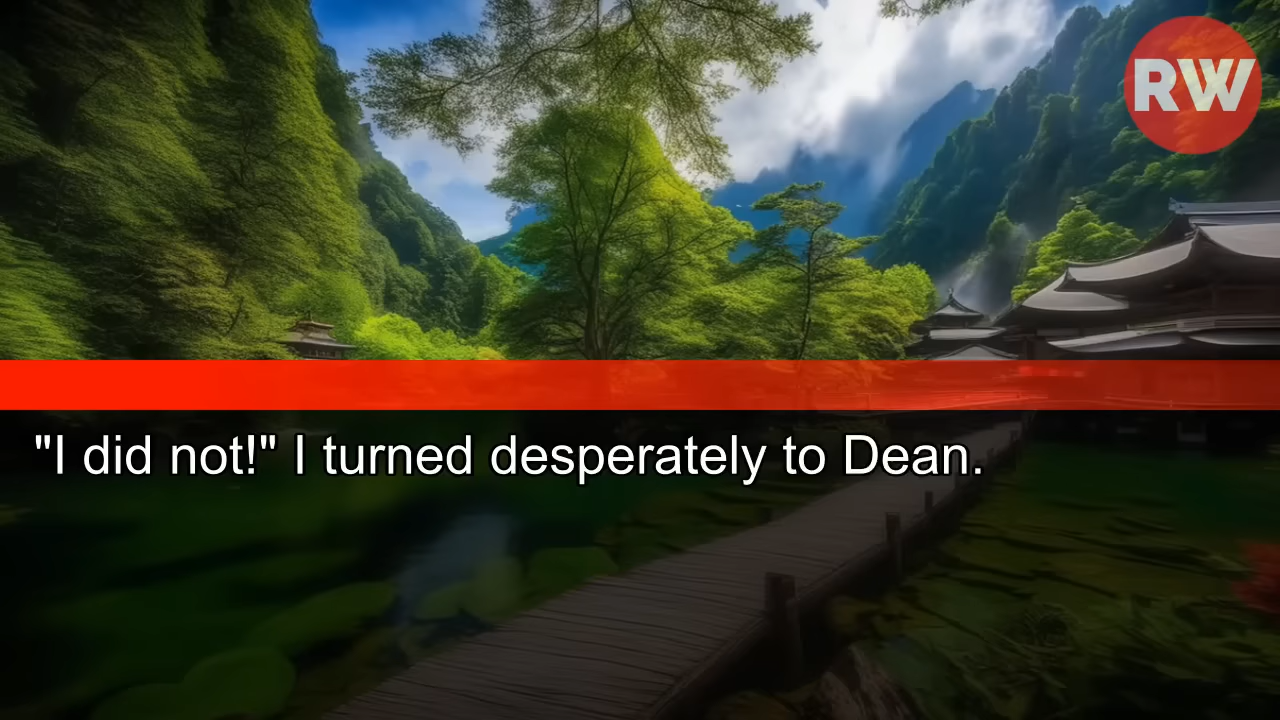 RW
"I did not!" I turned desperately to Dean.